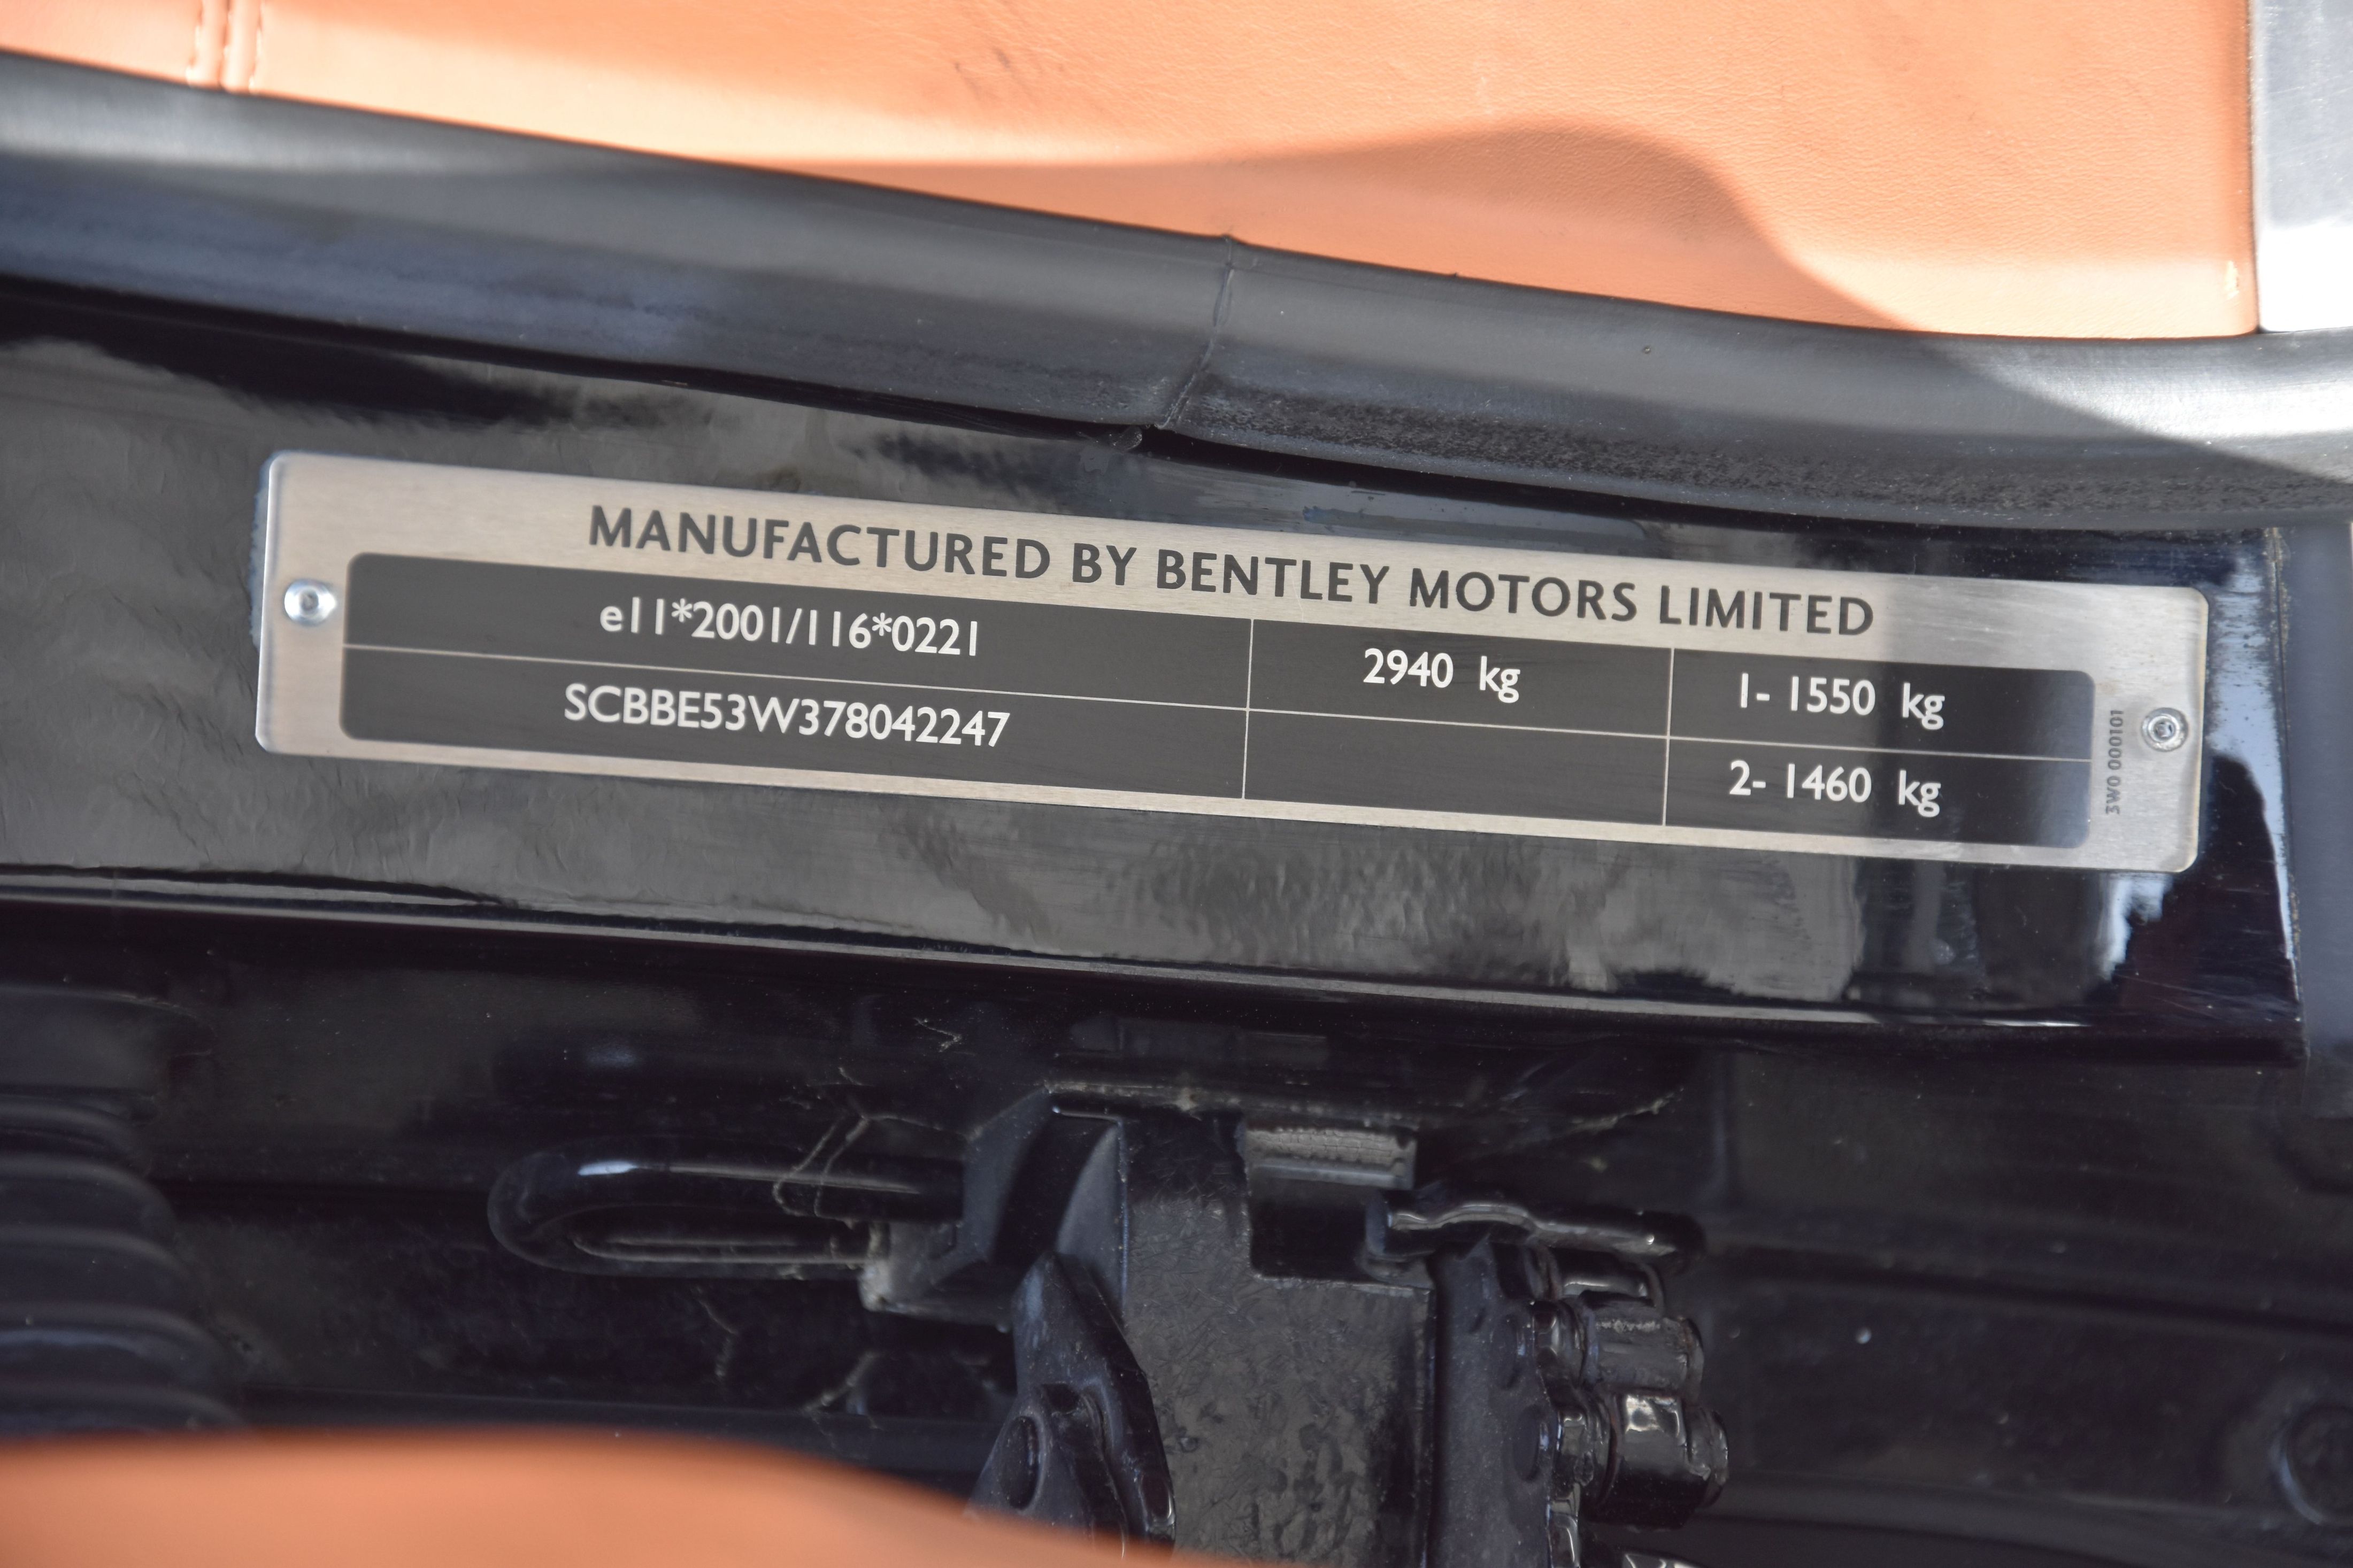 MANUFACTURED BY BENTLEY MOTORS LIMITED
e11*2001/116*0221
2940 kg
1- 1550 kg
SCBBE53W378042247
2- 1460 kg
3W0 000101